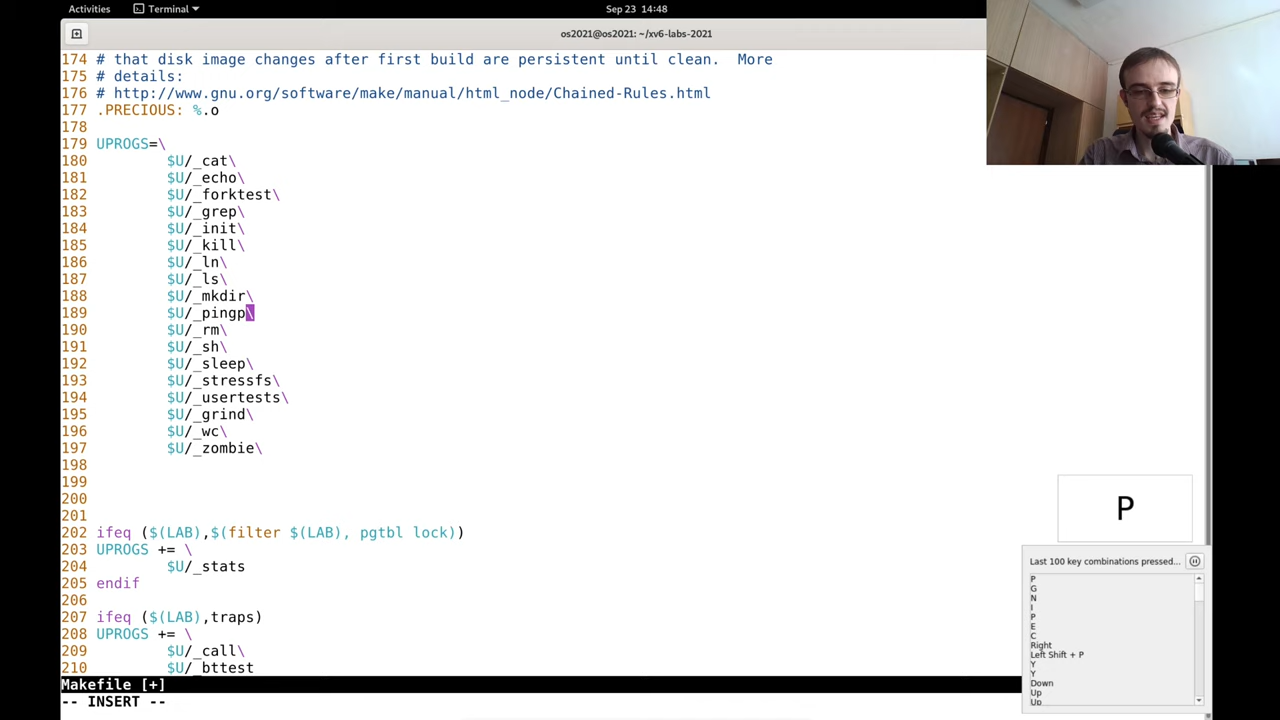 Activities Terminal Sep 23 14:48
os2021@os2021: ~/xv6-labs-2021
174 # that disk image changes after first build are persistent until clean.  More
175 # details:
176 # http://www.gnu.org/software/make/manual/html_node/Chained-Rules.html
177 .PRECIOUS: %.o
178
179 UPROGS=\
180 $U/_cat\
181 $U/_echo\
182 $U/_forktest\
183 $U/_grep\
184 $U/_init\
185 $U/_kill\
186 $U/_ln\
187 $U/_ls\
188 $U/_mkdir\
189 $U/_pingp\
190 $U/_rm\
191 $U/_sh\
192 $U/_sleep\
193 $U/_stressfs\
194 $U/_usertests\
195 $U/_grind\
196 $U/_wc\
197 $U/_zombie\
198
199
200
201
202 ifeq ($(LAB),$(filter $(LAB), pgtbl lock))
203 UPROGS += \
204 $U/_stats
205 endif
206
207 ifeq ($(LAB),traps)
208 UPROGS += \
209 $U/_call\
210 $U/_bttest
Makefile [+]
-- INSERT --
P
Last 100 key combinations pressed...
P
G
N
I
P
E
C
Right
Left Shift + P
Y
Y
Down
Up
Up